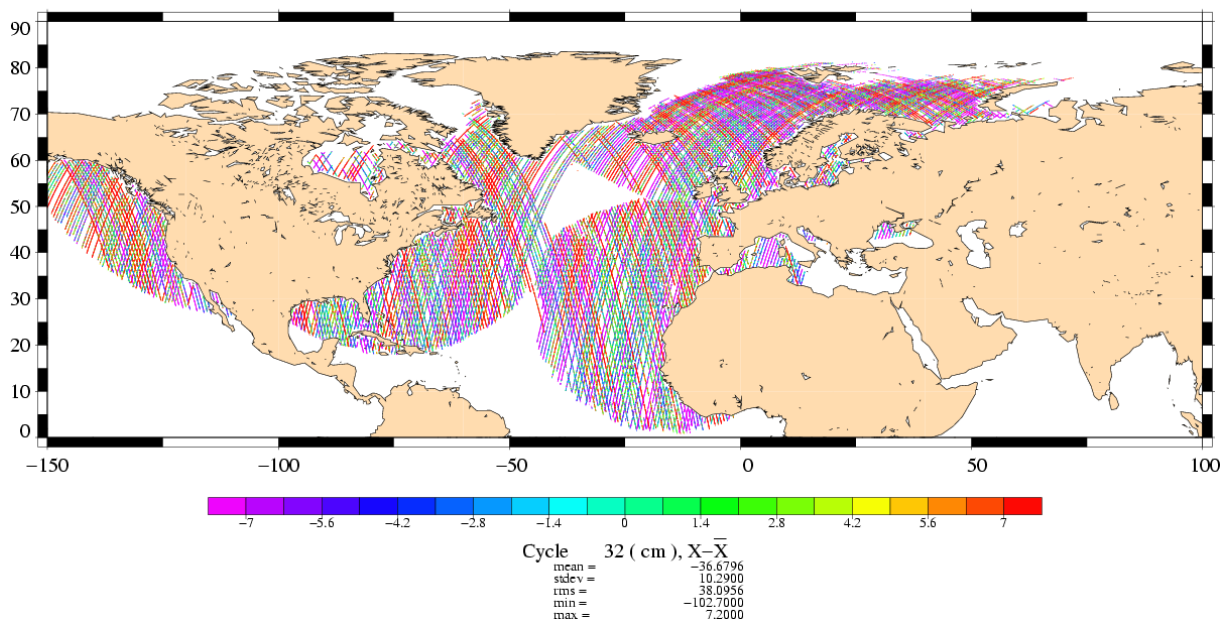 90
80
70
60
50
40
30
20
10
0
−150 −100 −50 0 50 100
−7 −5.6 −4.2 −2.8 −1.4 0 1.4 2.8 4.2 5.6 7
Cycle 32 ( cm ), X−X̅
mean = −36.6796
stdev = 10.2900
rms = 38.0956
min = −102.7000
max = 7.2000